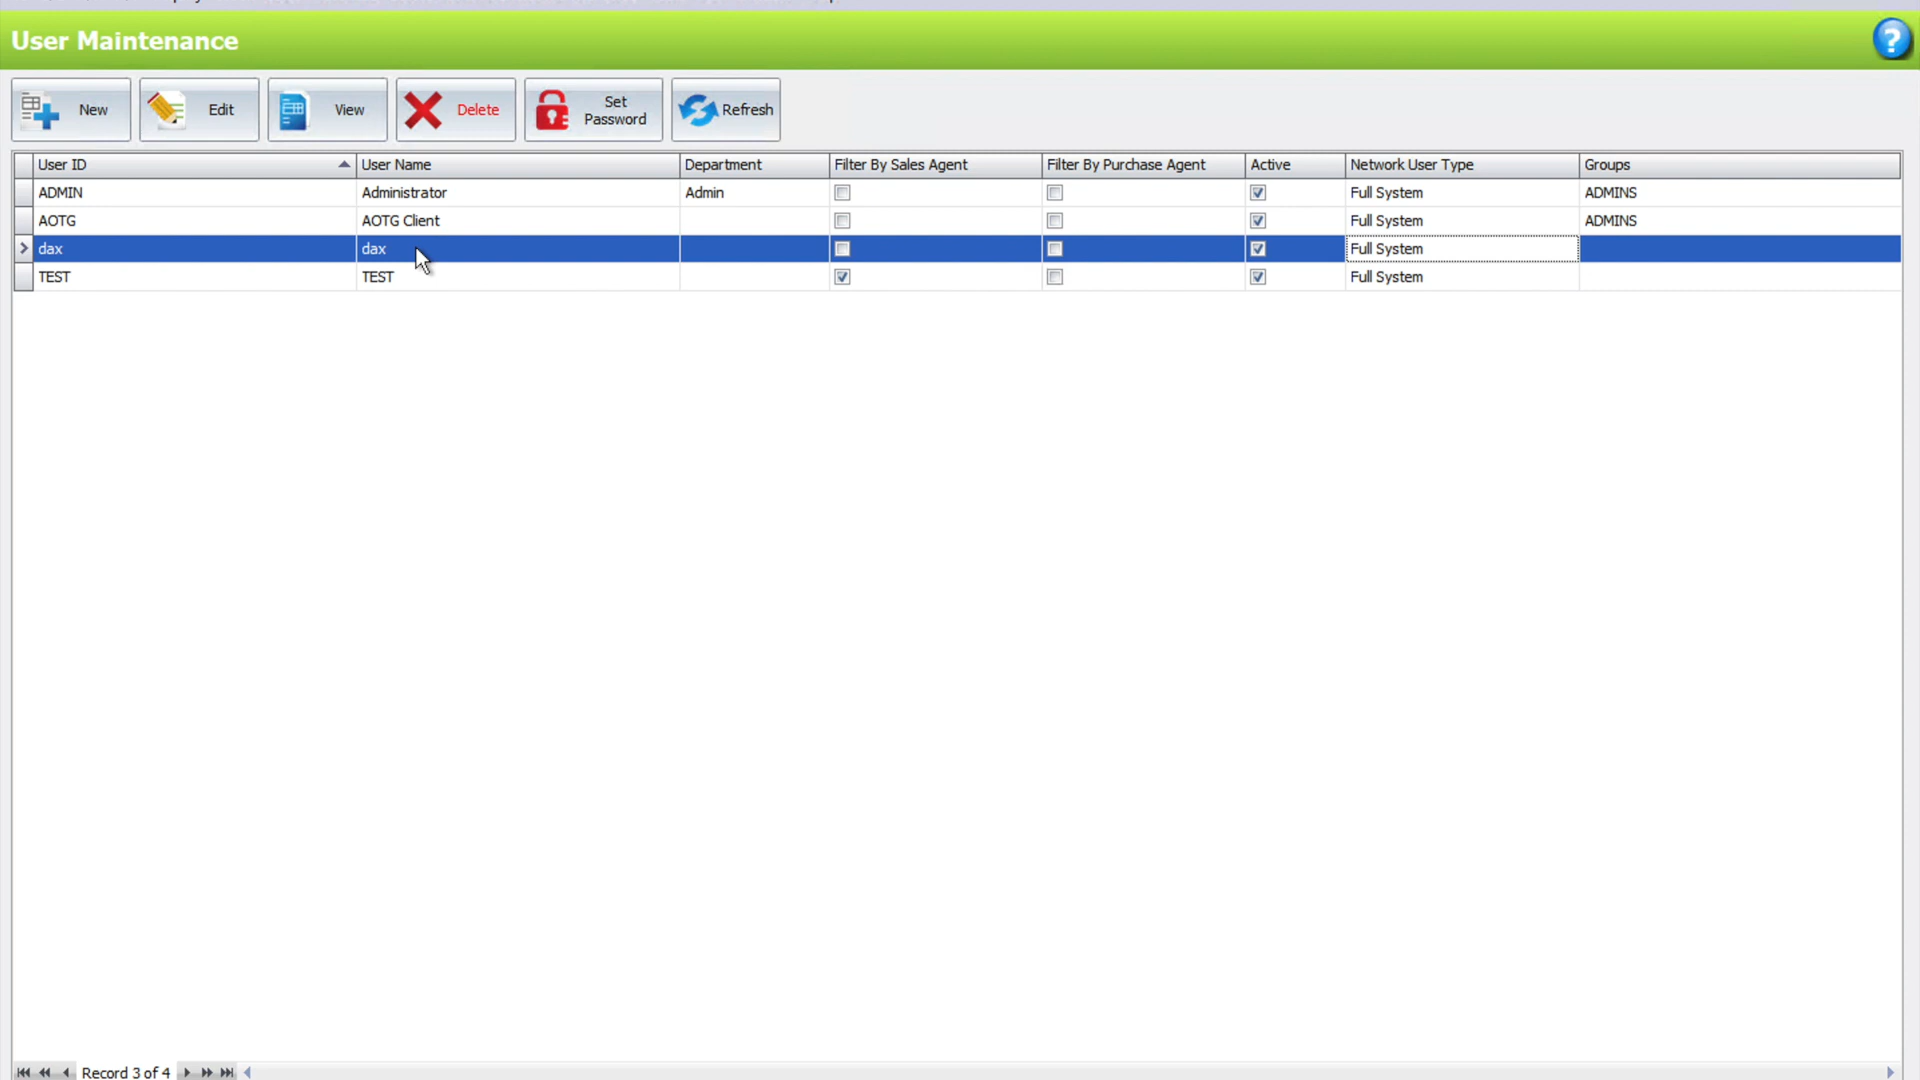 User Maintenance
New Edit View Delete Set Password Refresh
User ID User Name Department Filter By Sales Agent Filter By Purchase Agent Active Network User Type Groups
ADMIN Administrator Admin Full System ADMINS
AOTG AOTG Client Full System ADMINS
dax dax Full System
TEST TEST Full System
Record 3 of 4